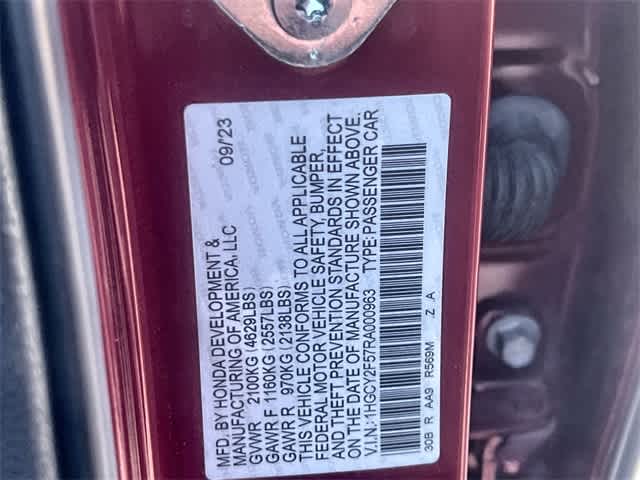 MFD. BY HONDA DEVELOPMENT & 09/23
MANUFACTURING OF AMERICA, LLC
GVWR 2100KG (4629LBS)
GAWR F 1160KG (2557LBS)
GAWR R 970KG (2138LBS)
THIS VEHICLE CONFORMS TO ALL APPLICABLE
FEDERAL MOTOR VEHICLE SAFETY, BUMPER,
AND THEFT PREVENTION STANDARDS IN EFFECT
ON THE DATE OF MANUFACTURE SHOWN ABOVE.
V.I.N.: 1HGCY2F57RA000963 TYPE: PASSENGER CAR
30B R AA9 R569M Z A